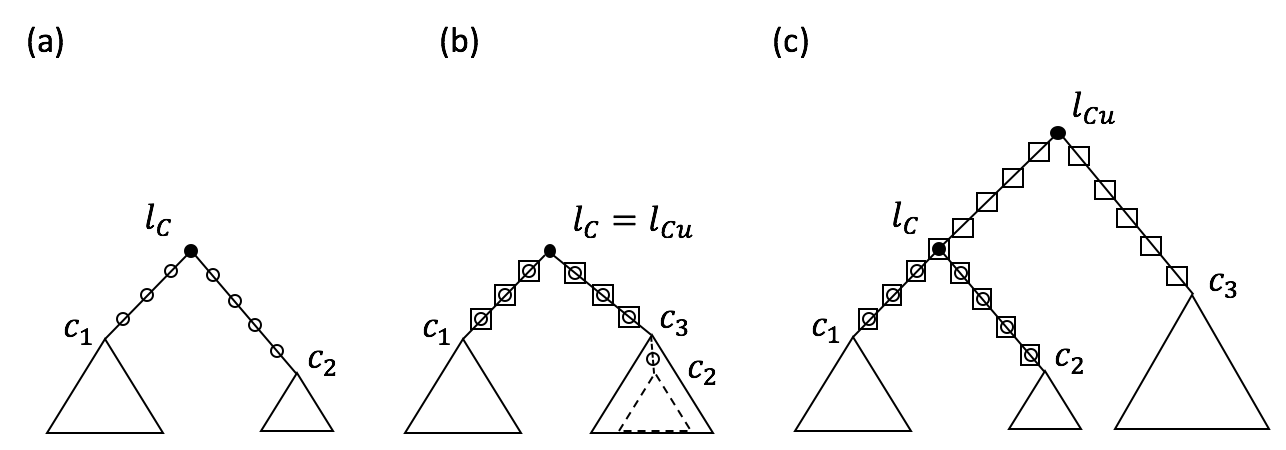 (a)
(b)
(c)
l_{Cu}
l_C
l_C = l_{Cu}
l_C
c_1
c_2
c_1
c_3
c_2
c_1
c_2
c_3